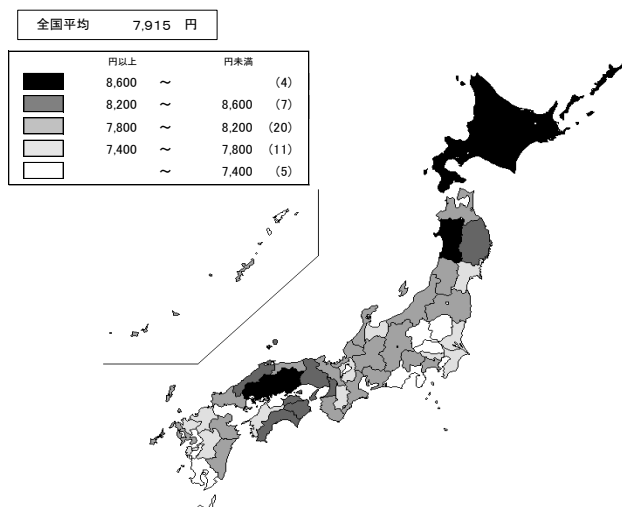 全国平均 7,915 円
円以上 円未満
8,600 ～ (4)
8,200 ～ 8,600 (7)
7,800 ～ 8,200 (20)
7,400 ～ 7,800 (11)
～ 7,400 (5)